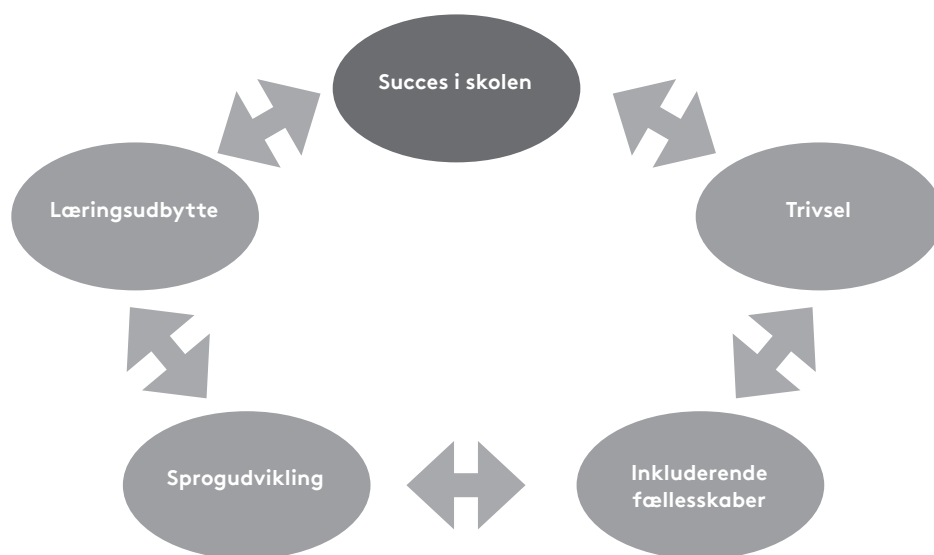 Succes i skolen
Læringsudbytte
Trivsel
Sprogudvikling
Inkluderende
fællesskaber